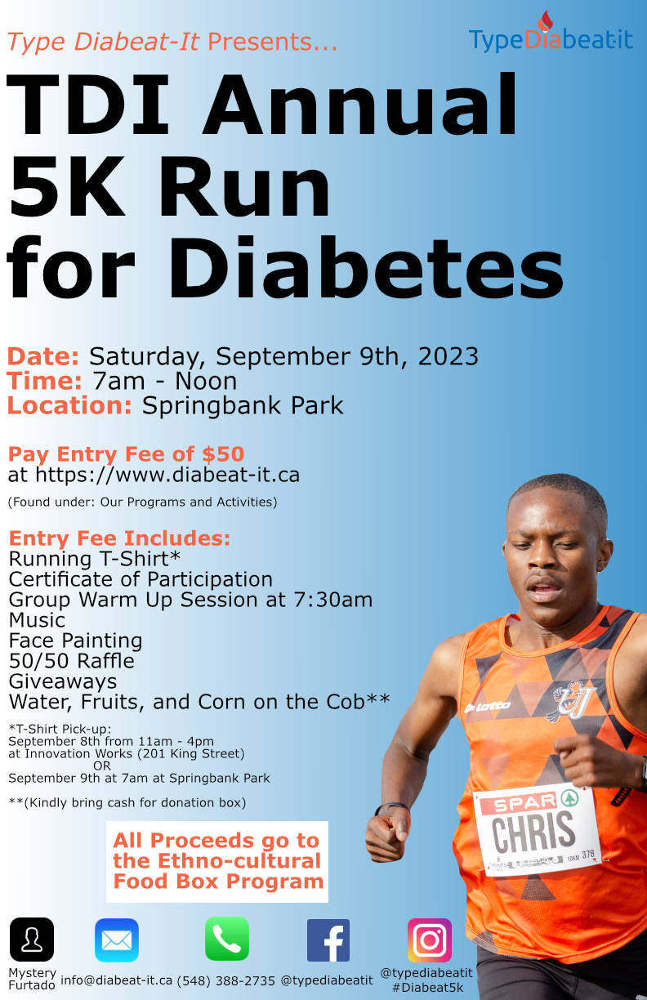 Type Diabeat-It Presents...
TypeDiabeat-it
TDI Annual
5K Run
for Diabetes
Date: Saturday, September 9th, 2023
Time: 7am - Noon
Location: Springbank Park
Pay Entry Fee of $50
at https://www.diabeat-it.ca
(Found under: Our Programs and Activities)
Entry Fee Includes:
Running T-Shirt*
Certificate of Participation
Group Warm Up Session at 7:30am
Music
Face Painting
50/50 Raffle
Giveaways
Water, Fruits, and Corn on the Cob**
*T-Shirt Pick-up:
September 8th from 11am - 4pm
at Innovation Works (201 King Street)
OR
September 9th at 7am at Springbank Park
**(Kindly bring cash for donation box)
All Proceeds go to
the Ethno-cultural
Food Box Program
Lotto
UJ
SPAR
CHRIS
10KM 378
Mystery
Furtado
info@diabeat-it.ca
(548) 388-2735
@typediabeatit
@typediabeatit
#Diabeat5k